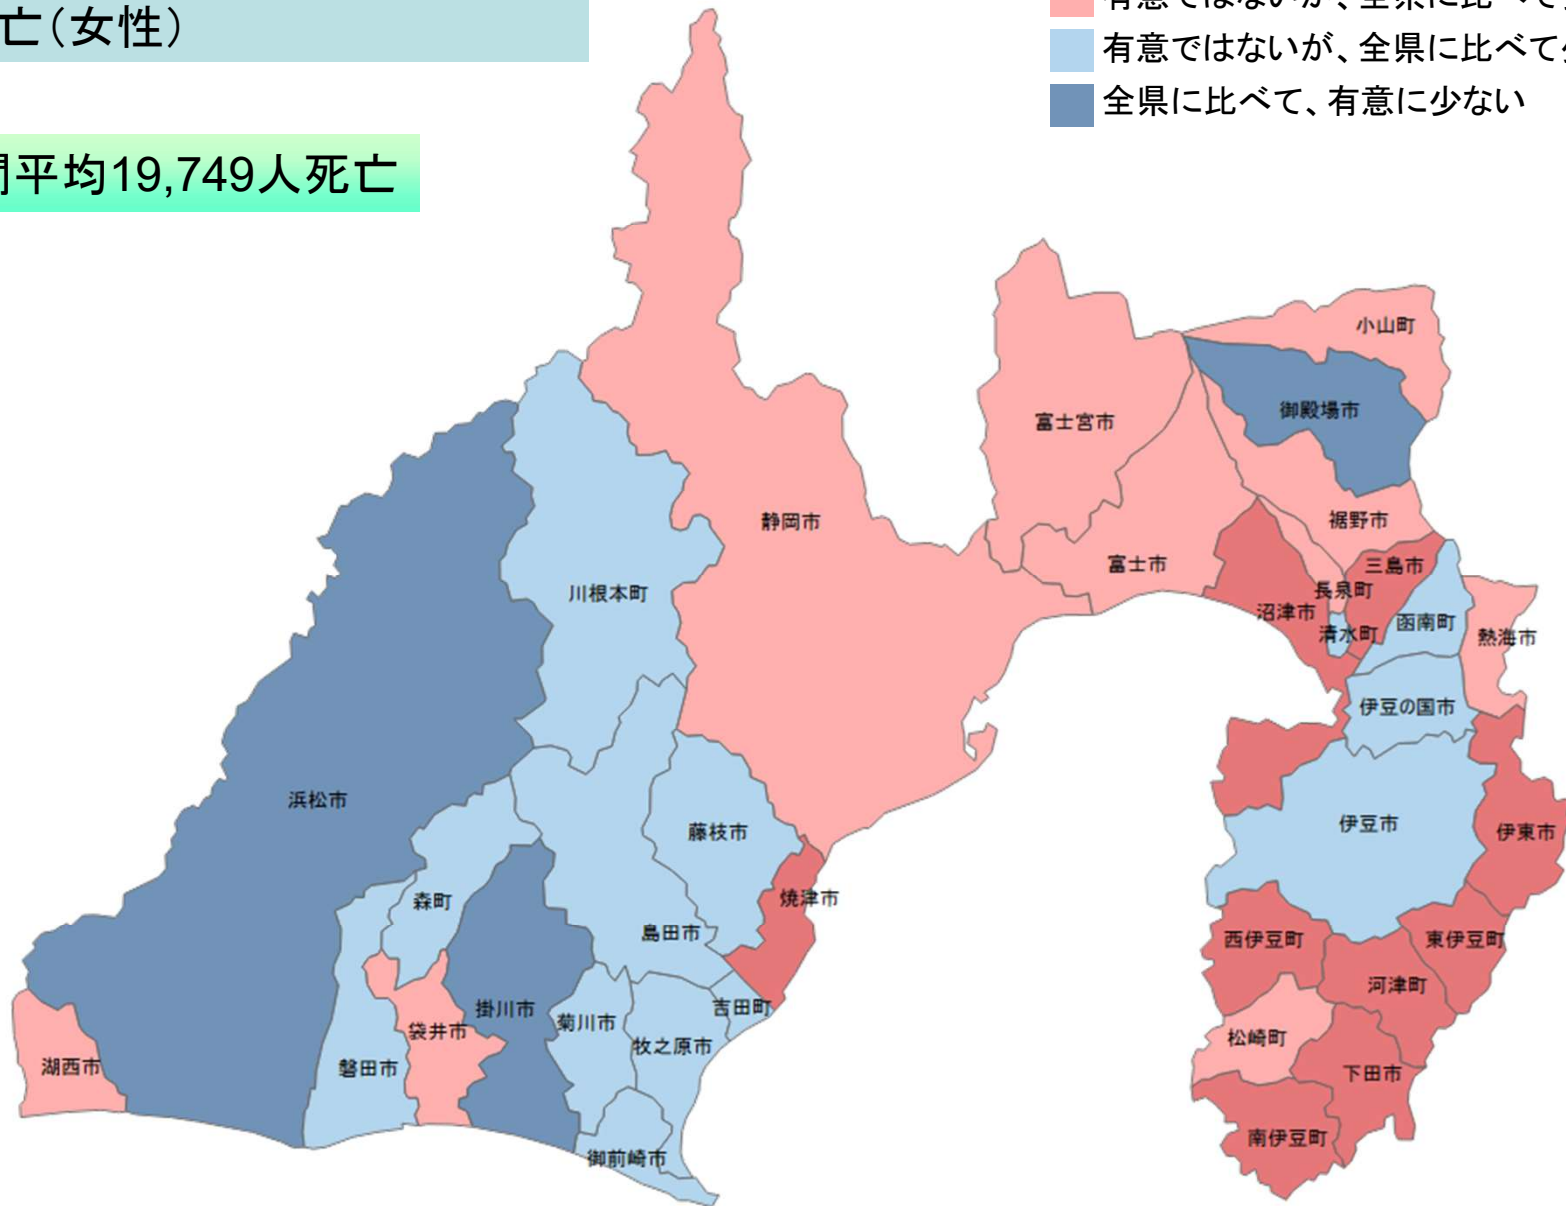 亡（女性）
有意ではないが、全県に比べて
有意ではないが、全県に比べて
全県に比べて、有意に少ない
平均19,749人死亡
小山町
御殿場市
富士宮市
静岡市
裾野市
富士市
三島市
長泉町
川根本町
沼津市
清水町
函南町
熱海市
伊豆の国市
浜松市
藤枝市
伊豆市
伊東市
焼津市
森町
島田市
西伊豆町
東伊豆町
河津町
掛川市
吉田町
菊川市
袋井市
牧之原市
松崎町
湖西市
磐田市
下田市
南伊豆町
御前崎市